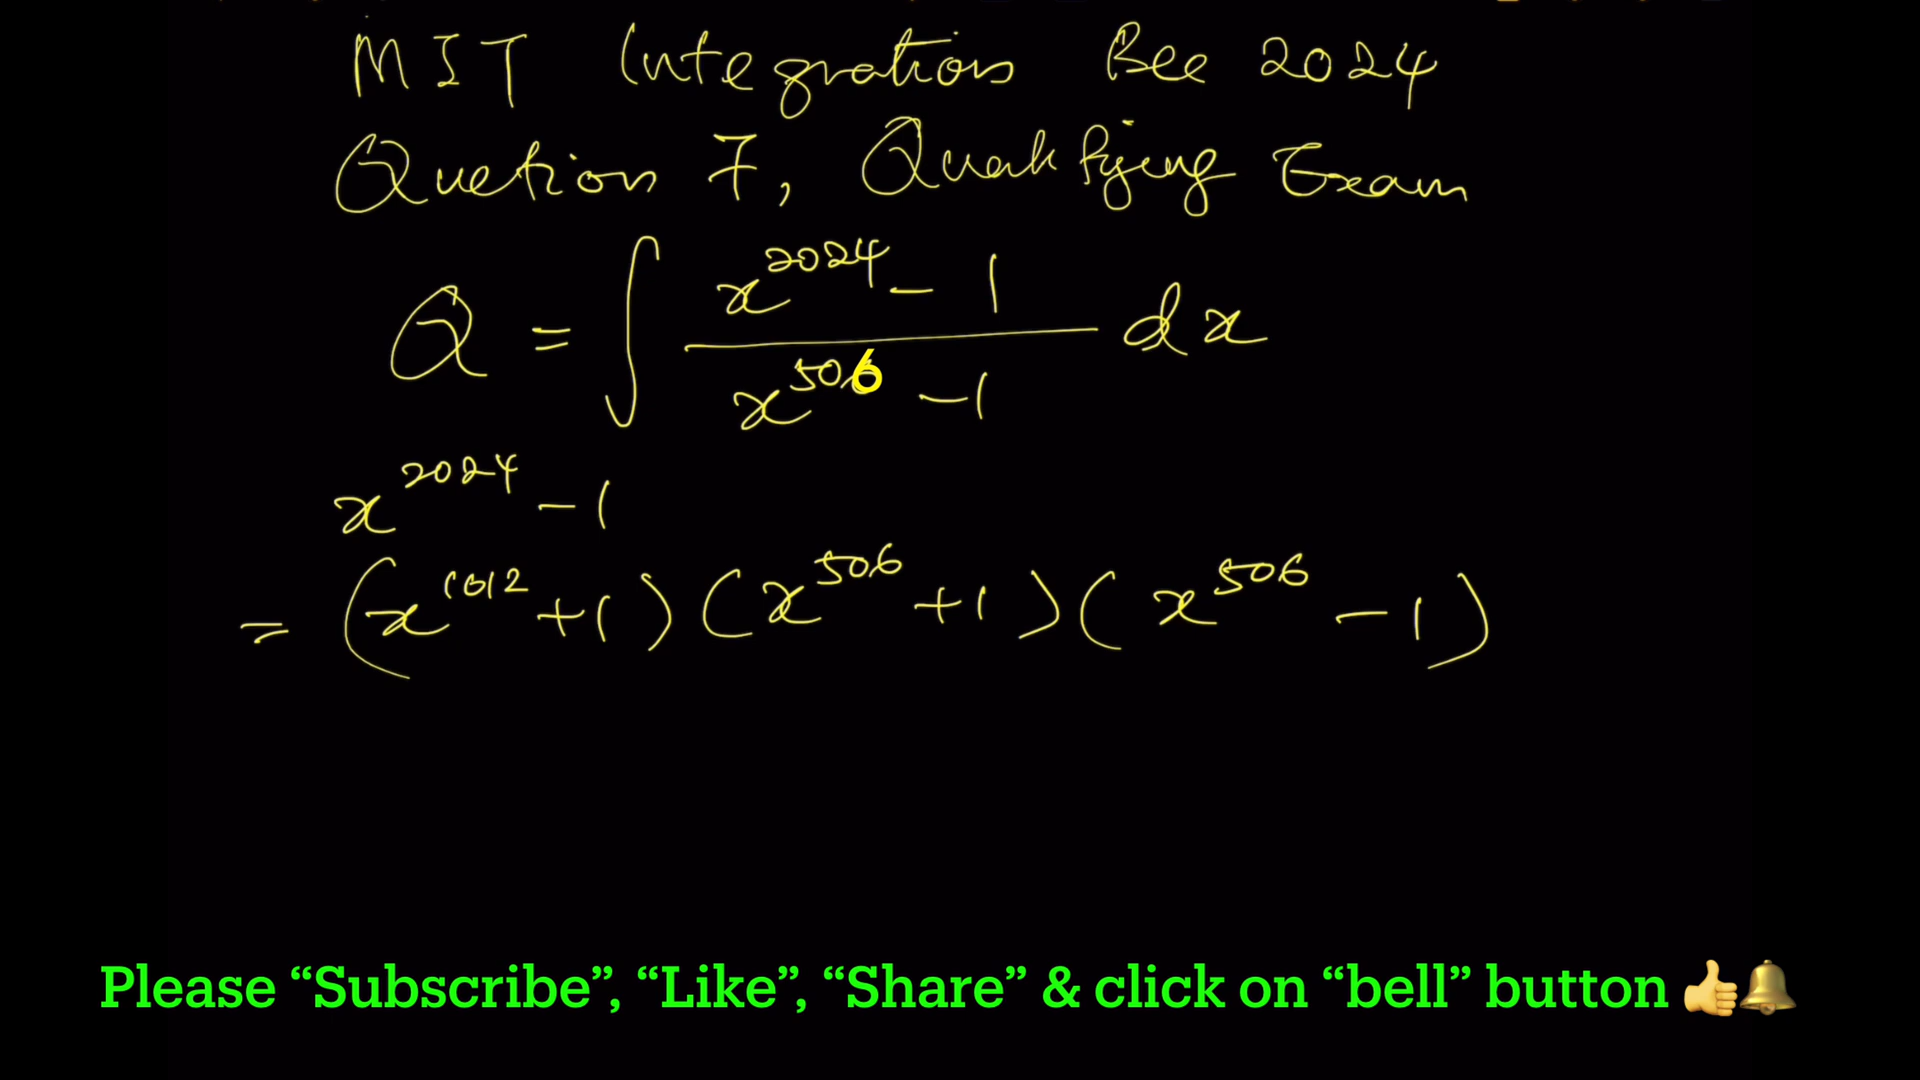 MIT Integration Bee 2024
Quetion 7, Qualifying Exam
Q = ∫ (x^2024 - 1)/(x^506 - 1) dx
x^2024 - 1
= (x^1012 + 1)(x^506 + 1)(x^506 - 1)
Please “Subscribe”, “Like”, “Share” & click on “bell” button 👍🔔